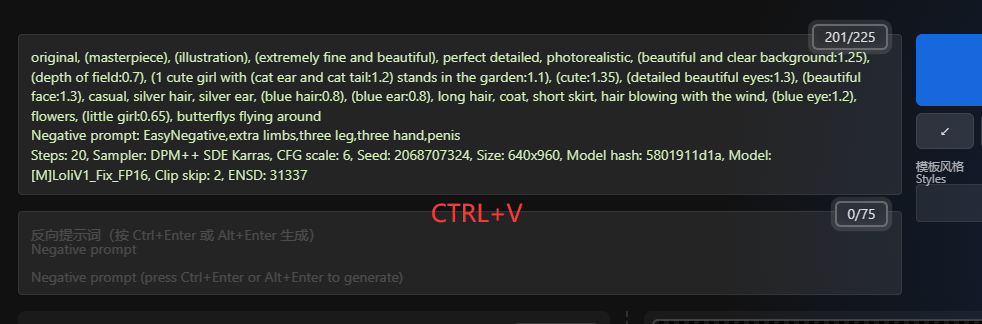 201/225
original, (masterpiece), (illustration), (extremely fine and beautiful), perfect detailed, photorealistic, (beautiful and clear background:1.25),
(depth of field:0.7), (1 cute girl with (cat ear and cat tail:1.2) stands in the garden:1.1), (cute:1.35), (detailed beautiful eyes:1.3), (beautiful
face:1.3), casual, silver hair, silver ear, (blue hair:0.8), (blue ear:0.8), long hair, coat, short skirt, hair blowing with the wind, (blue eye:1.2),
flowers, (little girl:0.65), butterflys flying around
Negative prompt: EasyNegative,extra limbs,three leg,three hand,penis
Steps: 20, Sampler: DPM++ SDE Karras, CFG scale: 6, Seed: 2068707324, Size: 640x960, Model hash: 5801911d1a, Model:
[M]LoliV1_Fix_FP16, Clip skip: 2, ENSD: 31337
↙
模板风格
Styles
CTRL+V
0/75
反向提示词（按 Ctrl+Enter 或 Alt+Enter 生成）
Negative prompt
Negative prompt (press Ctrl+Enter or Alt+Enter to generate)